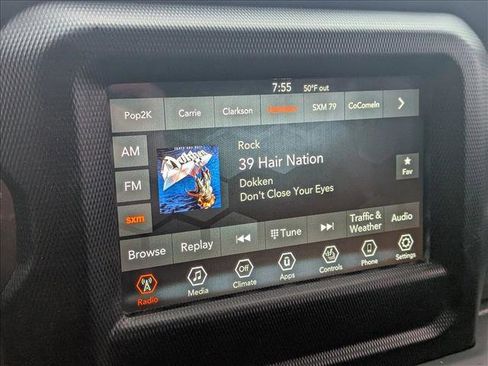 7:55 50°F out
Pop2K Carrie Clarkson SXM 79 CoComeln
AM
FM
sxm
Rock
39 Hair Nation
Dokken
Don't Close Your Eyes
Fav
Dokken
Browse Replay Tune Traffic & Weather Audio
Radio Media Off Climate Apps Controls Phone Settings